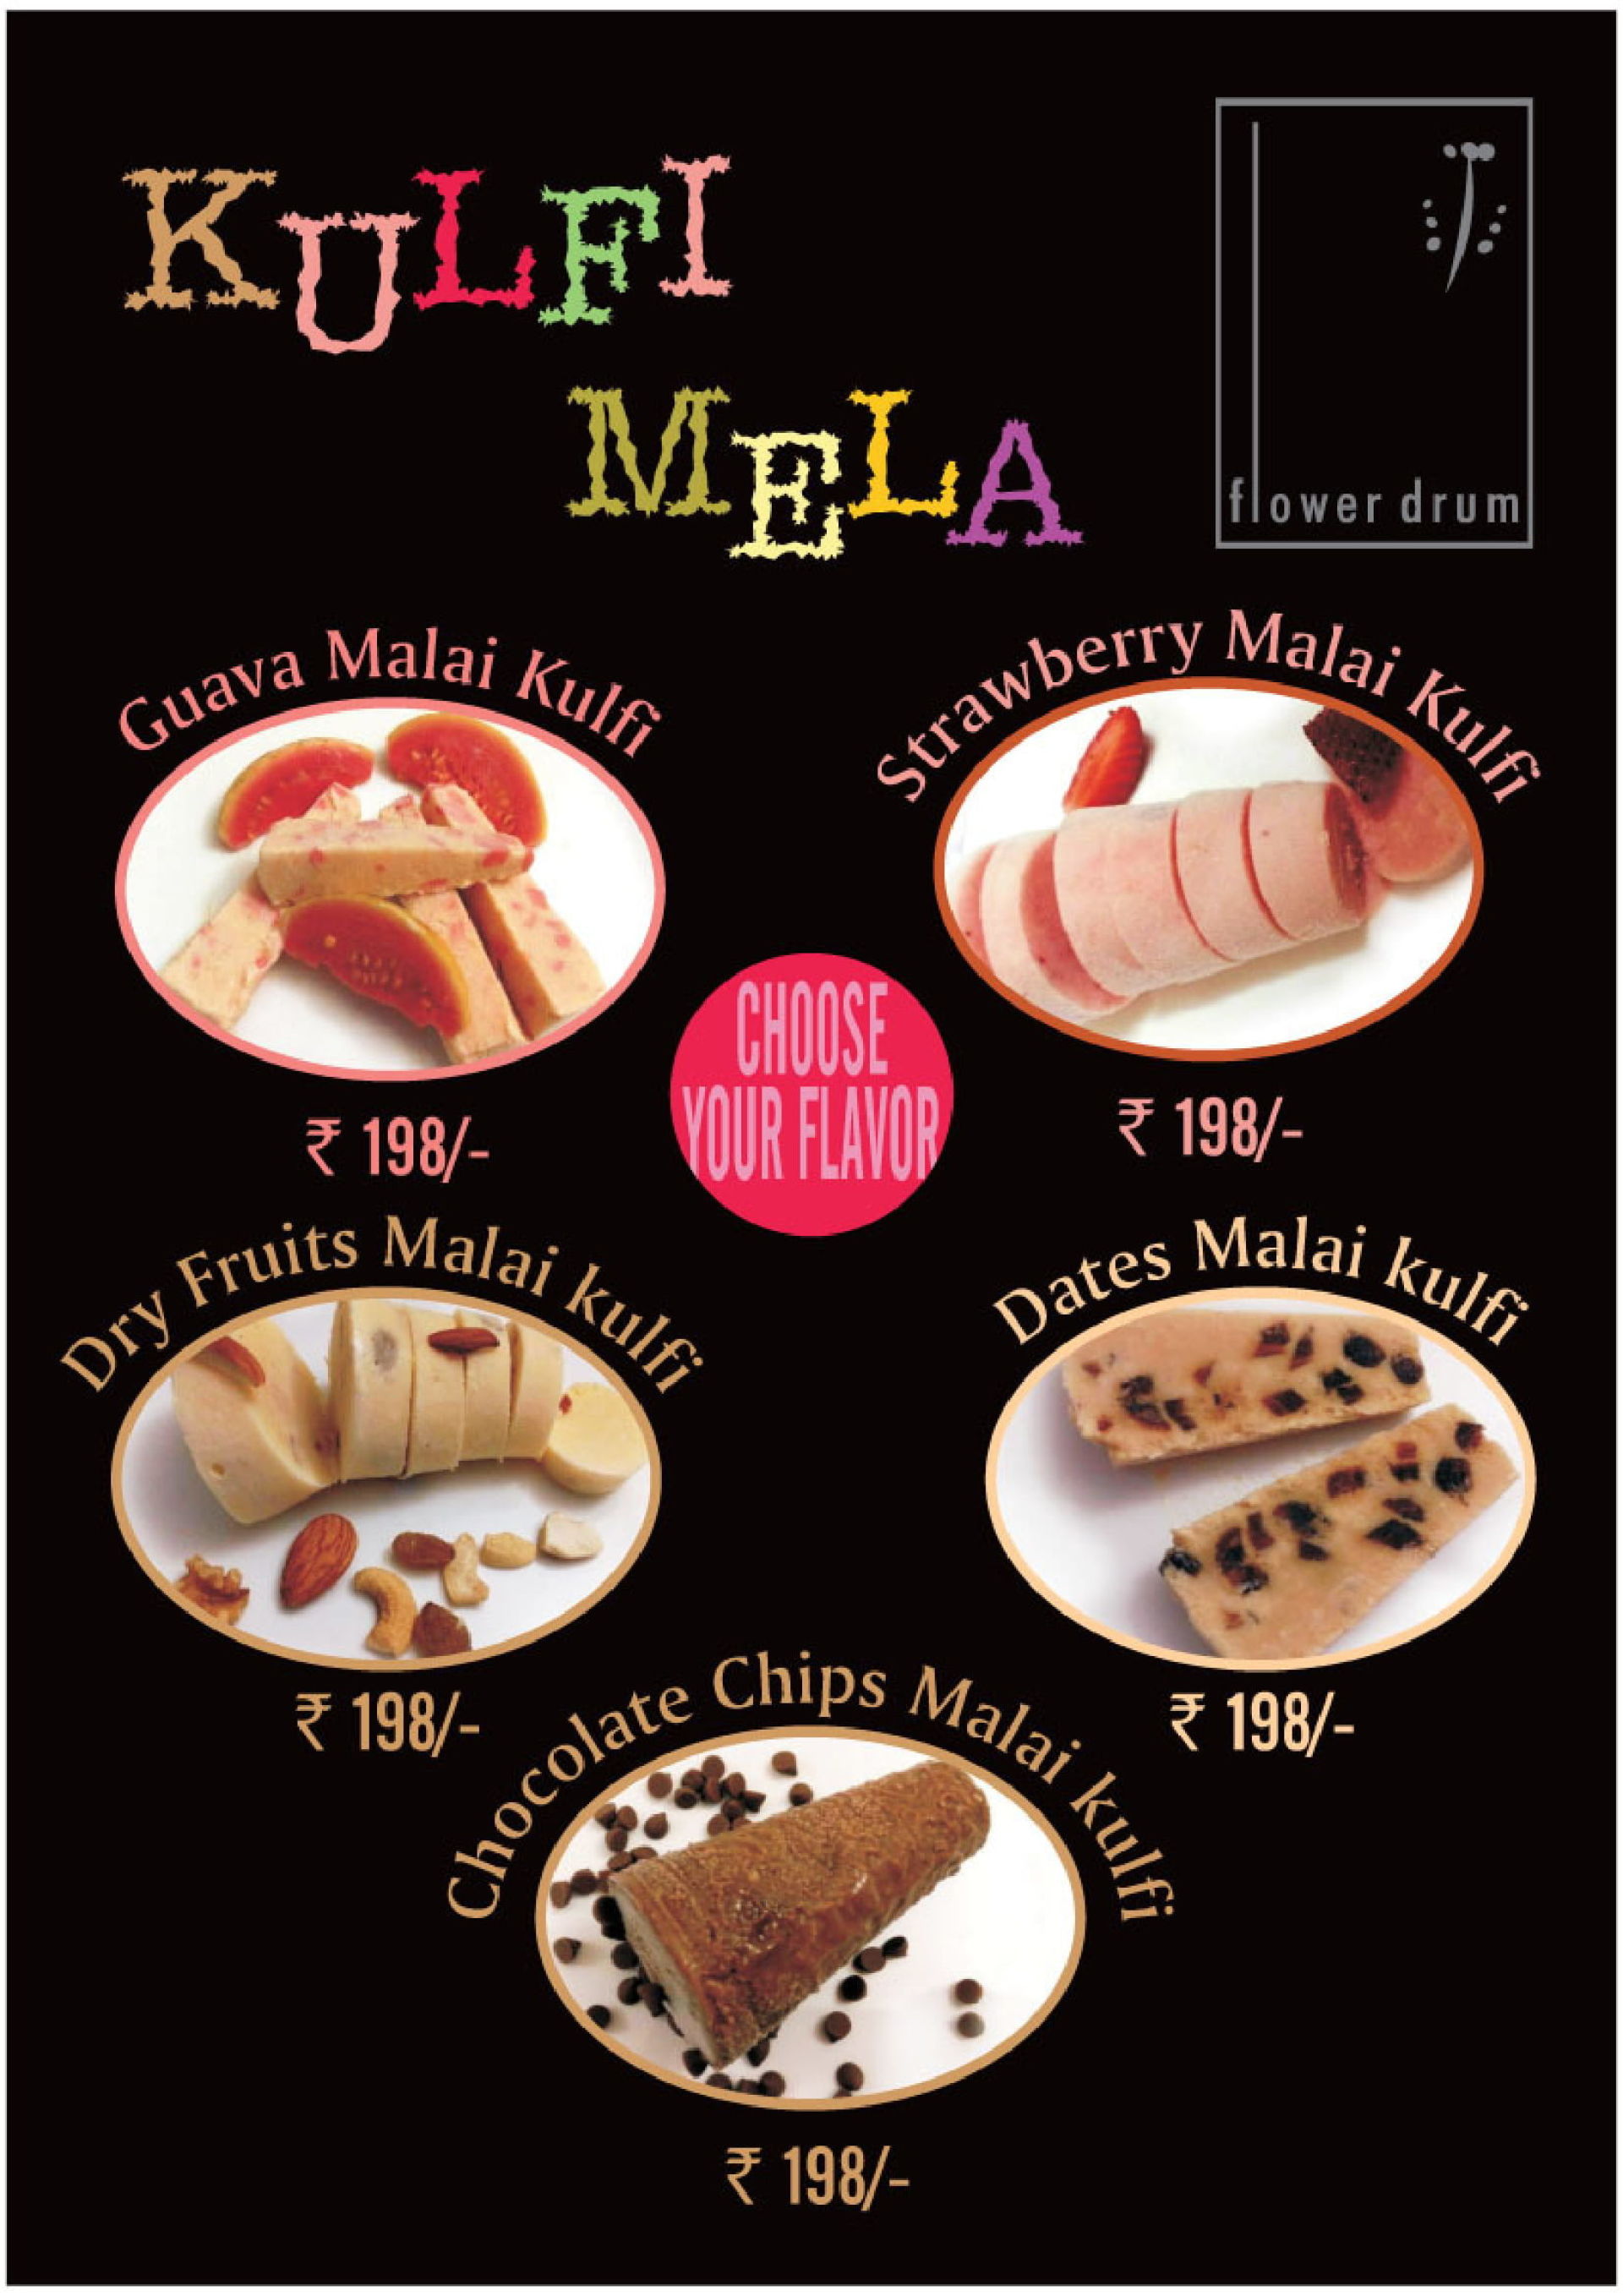 KULFI
MELA
flower drum
Guava Malai Kulfi
Strawberry Malai Kulfi
₹ 198/-
CHOOSE
YOUR FLAVOR
₹ 198/-
Dry Fruits Malai kulfi
Dates Malai kulfi
₹ 198/-
₹ 198/-
Chocolate Chips Malai kulfi
₹ 198/-